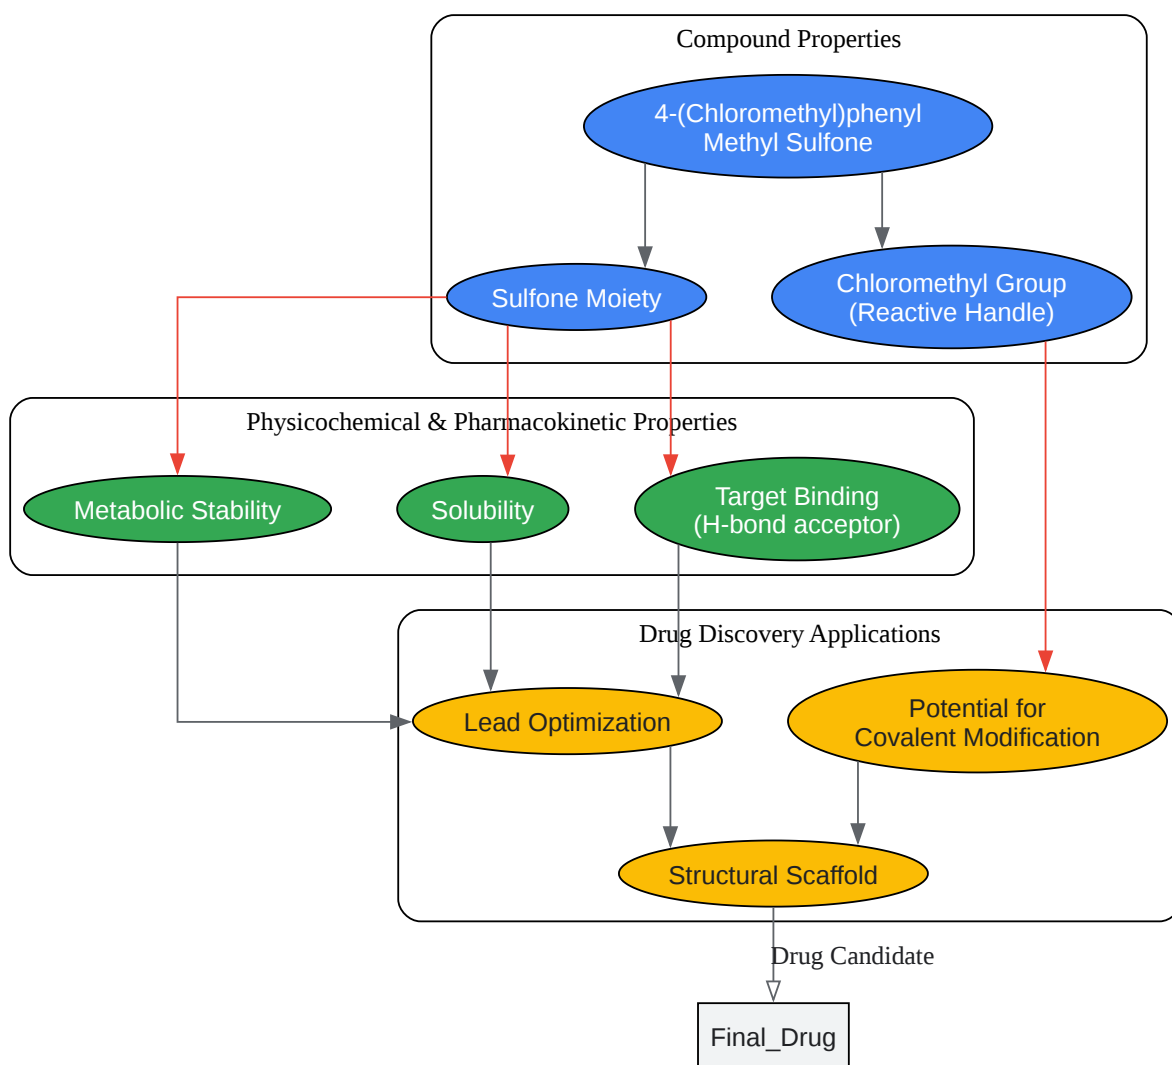 Compound Properties
4-(Chloromethyl)phenyl
Methyl Sulfone
Sulfone Moiety
Chloromethyl Group
(Reactive Handle)
Physicochemical & Pharmacokinetic Properties
Metabolic Stability
Solubility
Target Binding
(H-bond acceptor)
Drug Discovery Applications
Lead Optimization
Potential for
Covalent Modification
Structural Scaffold
Drug Candidate
Final_Drug